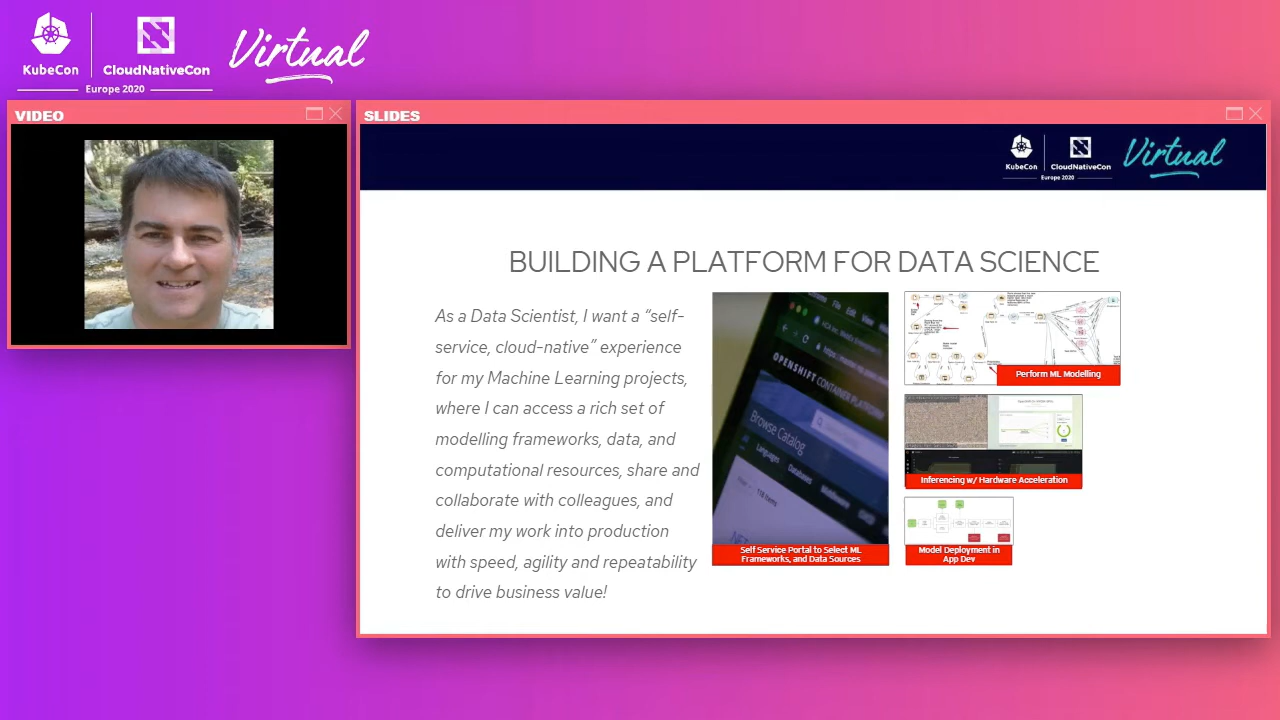 KubeCon
CloudNativeCon
Europe 2020
Virtual
VIDEO
SLIDES
KubeCon
CloudNativeCon
Europe 2020
Virtual
BUILDING A PLATFORM FOR DATA SCIENCE
As a Data Scientist, I want a “self-
service, cloud-native” experience
for my Machine Learning projects,
where I can access a rich set of
modelling frameworks, data, and
computational resources, share and
collaborate with colleagues, and
deliver my work into production
with speed, agility and repeatability
to drive business value!
OPENSHIFT CONTAINER PLATFORM
Browse Catalog
Languages
Databases
Middleware
Self Service Portal to Select ML
Frameworks, and Data Sources
Perform ML Modelling
Inferencing w/ Hardware Acceleration
Model Deployment in
App Dev